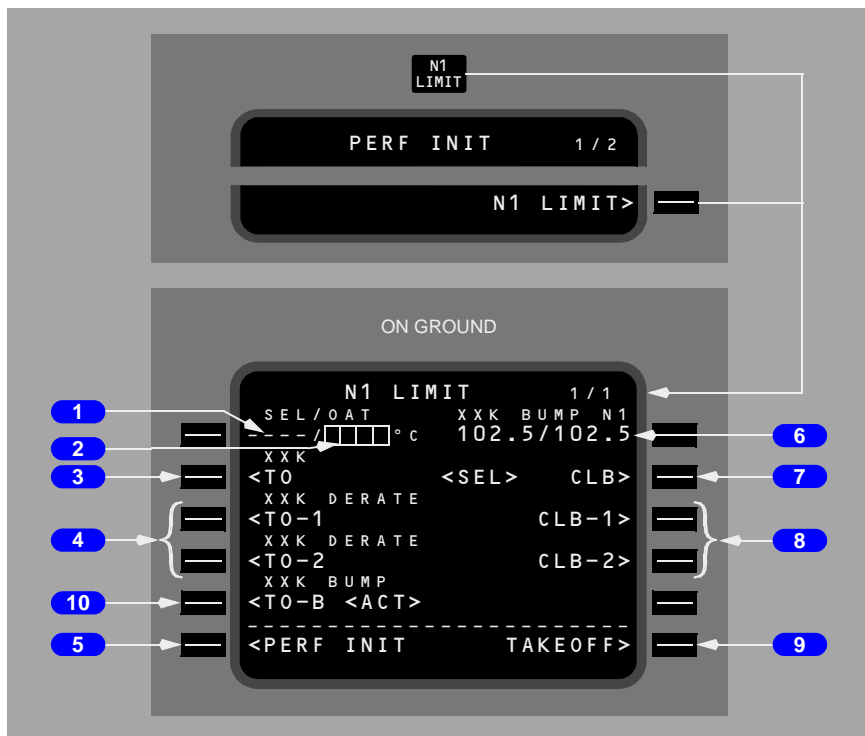 N1
LIMIT
PERF INIT 1/2
N1 LIMIT>
ON GROUND
N1 LIMIT 1/1
SEL/OAT XXK BUMP N1
1
----/□□□□°C 102.5/102.5
2 6
XXK
3 <TO <SEL> CLB> 7
XXK DERATE
<TO-1 CLB-1>
4 8
XXK DERATE
<TO-2 CLB-2>
XXK BUMP
10 <TO-B <ACT>
------------------------
5 <PERF INIT TAKEOFF> 9